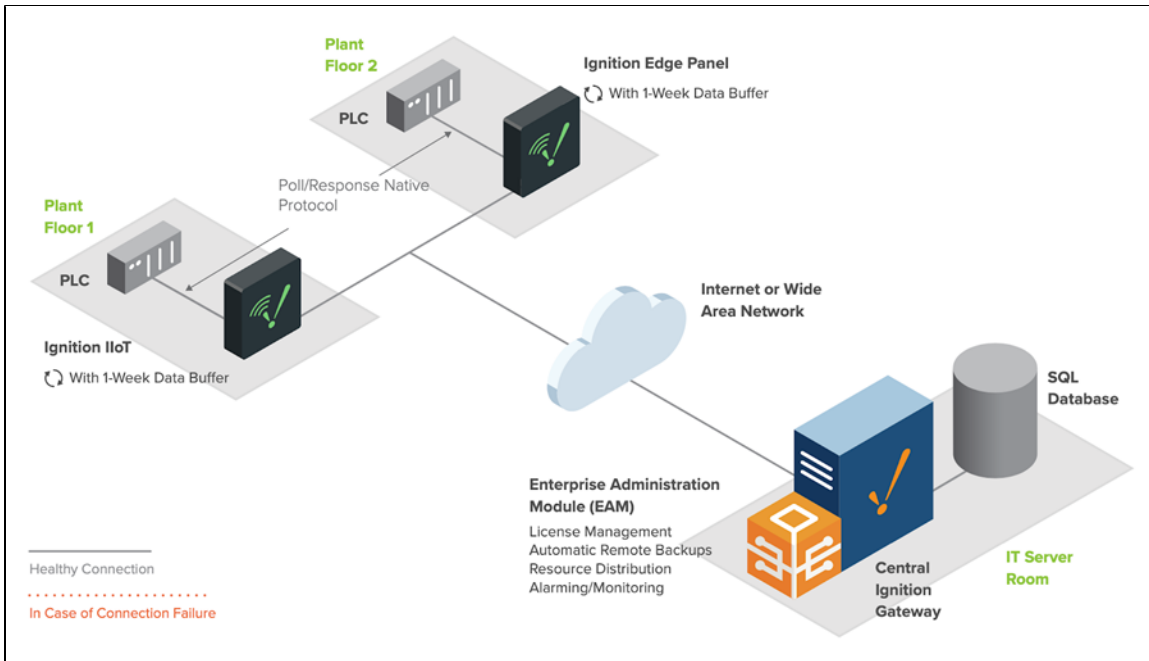 Plant
Floor 2
PLC
Ignition Edge Panel
With 1-Week Data Buffer
Poll/Response Native
Protocol
Plant
Floor 1
PLC
Ignition IIoT
With 1-Week Data Buffer
Internet or Wide
Area Network
SQL
Database
Enterprise Administration
Module (EAM)
License Management
Automatic Remote Backups
Resource Distribution
Alarming/Monitoring
Central
Ignition
Gateway
IT Server
Room
Healthy Connection
In Case of Connection Failure